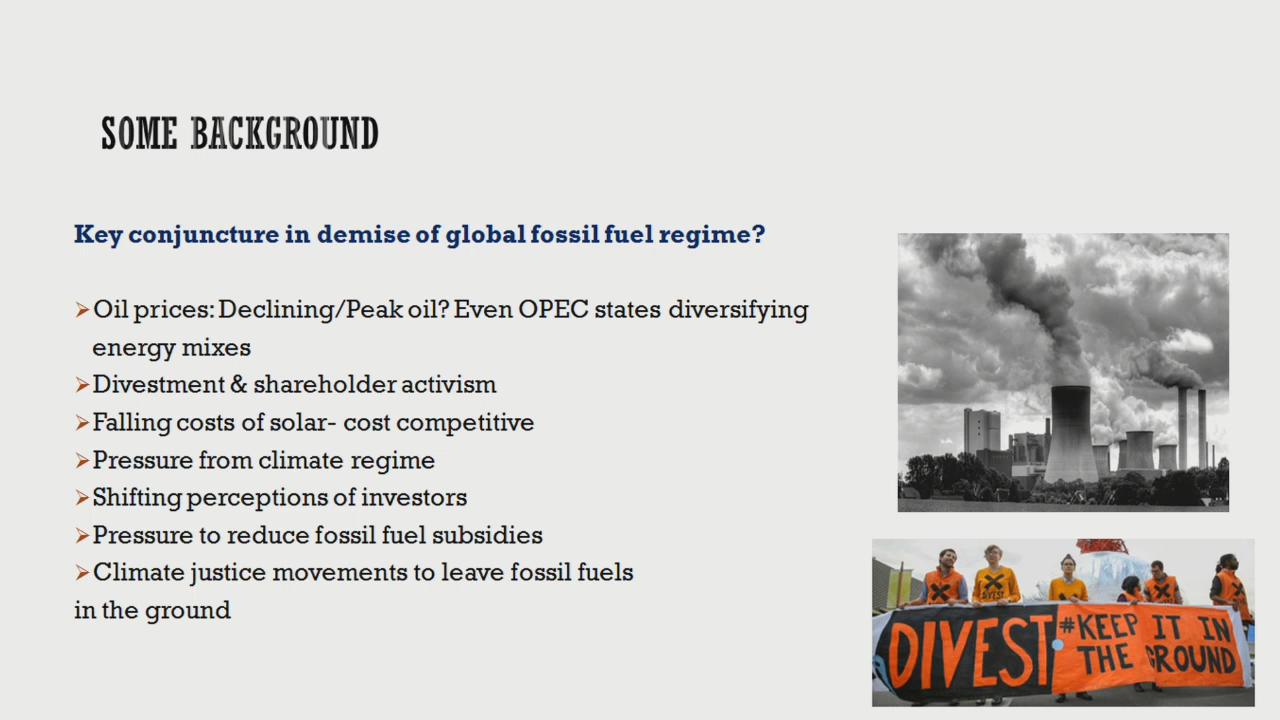 SOME BACKGROUND
Key conjuncture in demise of global fossil fuel regime?
➢Oil prices: Declining/Peak oil? Even OPEC states diversifying
energy mixes
➢Divestment & shareholder activism
➢Falling costs of solar- cost competitive
➢Pressure from climate regime
➢Shifting perceptions of investors
➢Pressure to reduce fossil fuel subsidies
➢Climate justice movements to leave fossil fuels
in the ground
DIVEST
DIVEST
#KEEP IT IN
THE GROUND